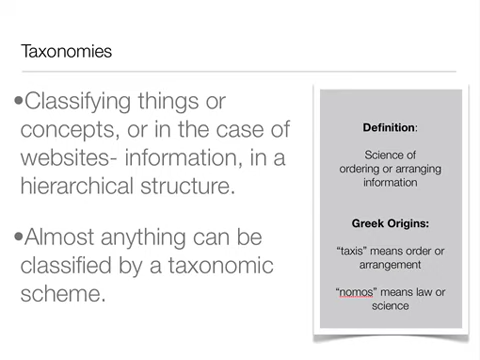 Taxonomies
•Classifying things or
concepts, or in the case of
websites- information, in a
hierarchical structure.
•Almost anything can be
classified by a taxonomic
scheme.
Definition:
Science of
ordering or arranging
information
Greek Origins:
“taxis” means order or
arrangement
“nomos” means law or
science